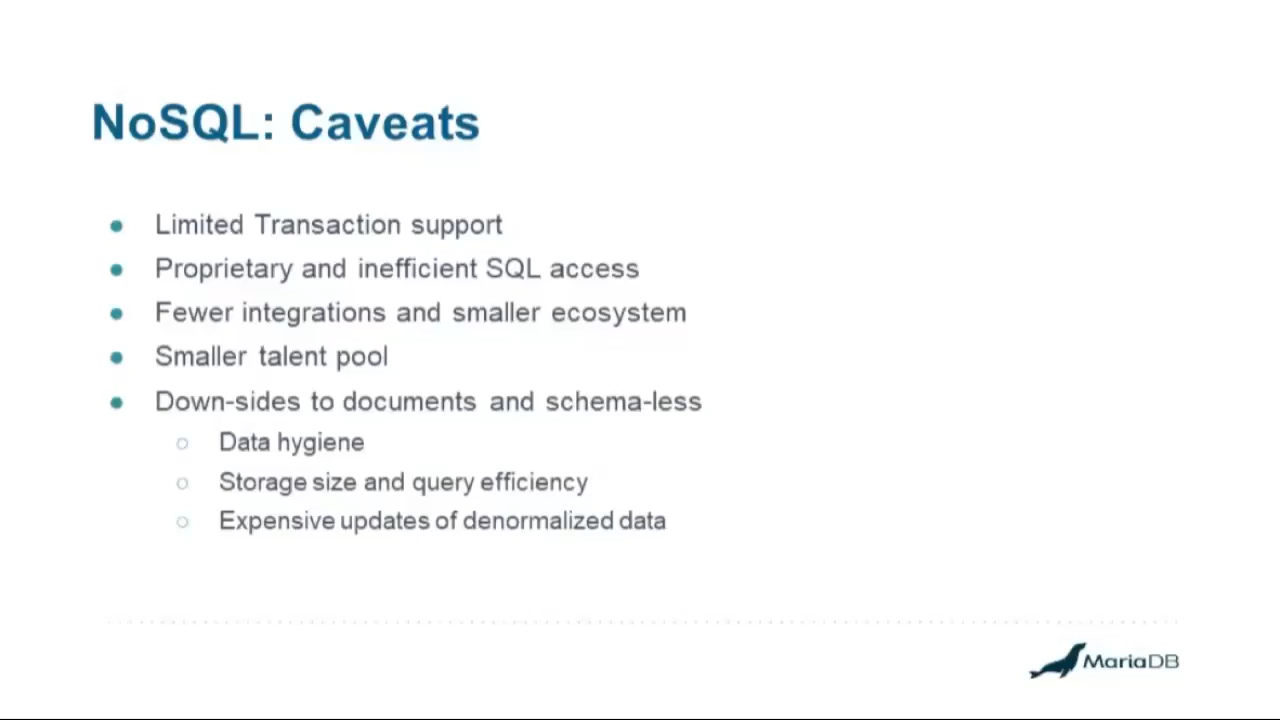 NoSQL: Caveats
● Limited Transaction support
● Proprietary and inefficient SQL access
● Fewer integrations and smaller ecosystem
● Smaller talent pool
● Down-sides to documents and schema-less
○ Data hygiene
○ Storage size and query efficiency
○ Expensive updates of denormalized data
MariaDB